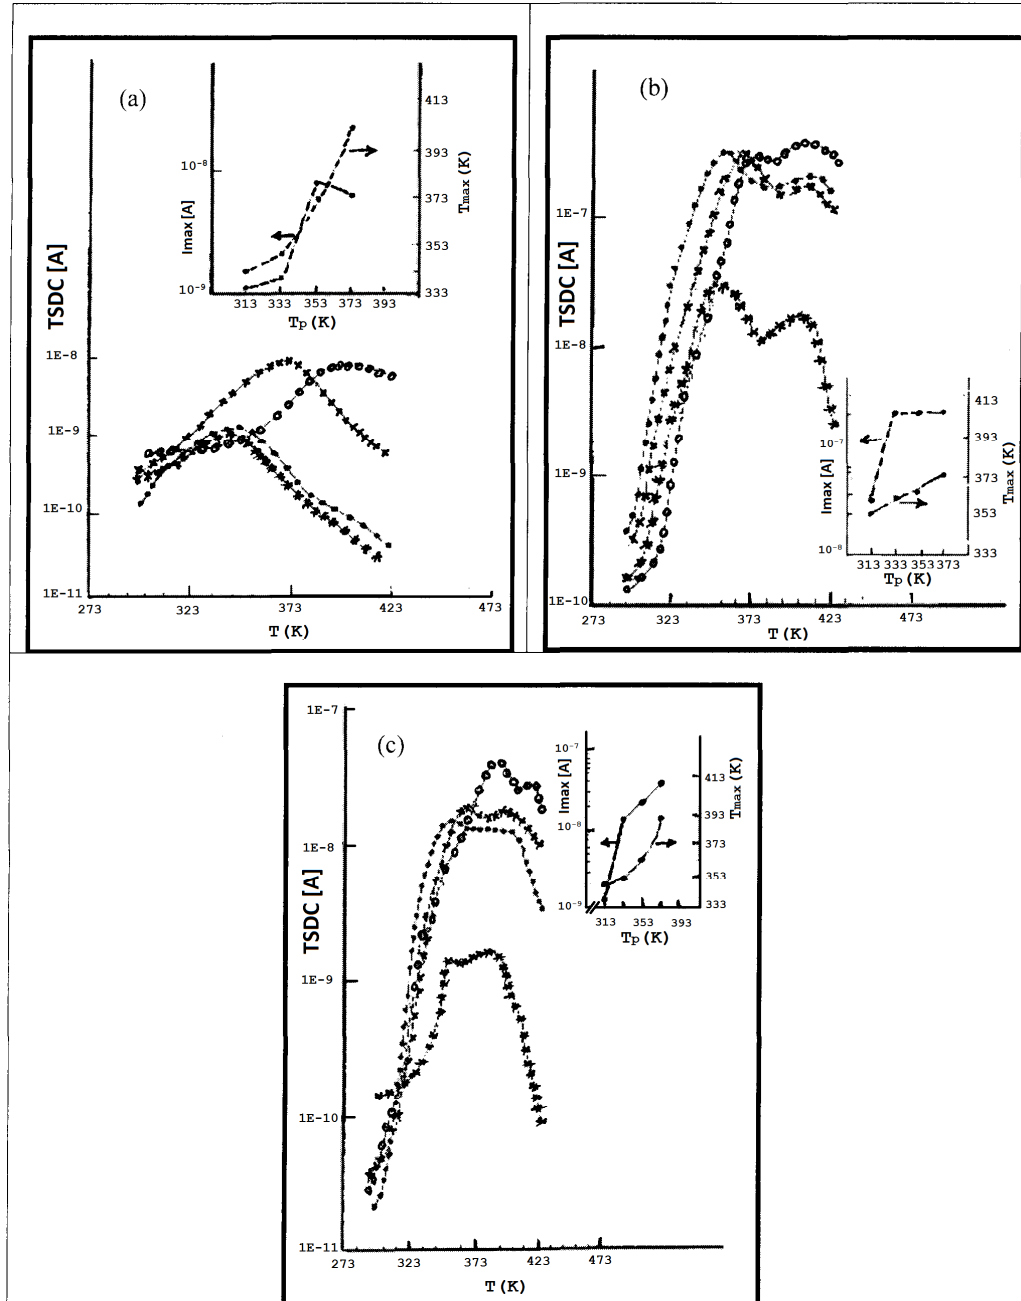 (a)
413
10-8
393
373
353
10-9
333
Imax [A]
Tmax (K)
313 333 353 373 393
Tp (K)
TSDC [A]
1E-8
1E-9
1E-10
1E-11
273 323 373 423 473
T (K)
(b)
TSDC [A]
1E-7
1E-8
1E-9
1E-10
273 323 373 423 473
T (K)
413
10-7
393
373
353
10-8
333
Imax [A]
Tmax (K)
313 333 353 373
Tp (K)
(c)
TSDC [A]
1E-7
1E-8
1E-9
1E-10
1E-11
273 323 373 423 473
T (K)
10-7
413
393
10-8
373
353
10-9
333
Imax [A]
Tmax (K)
313 353 393
Tp (K)